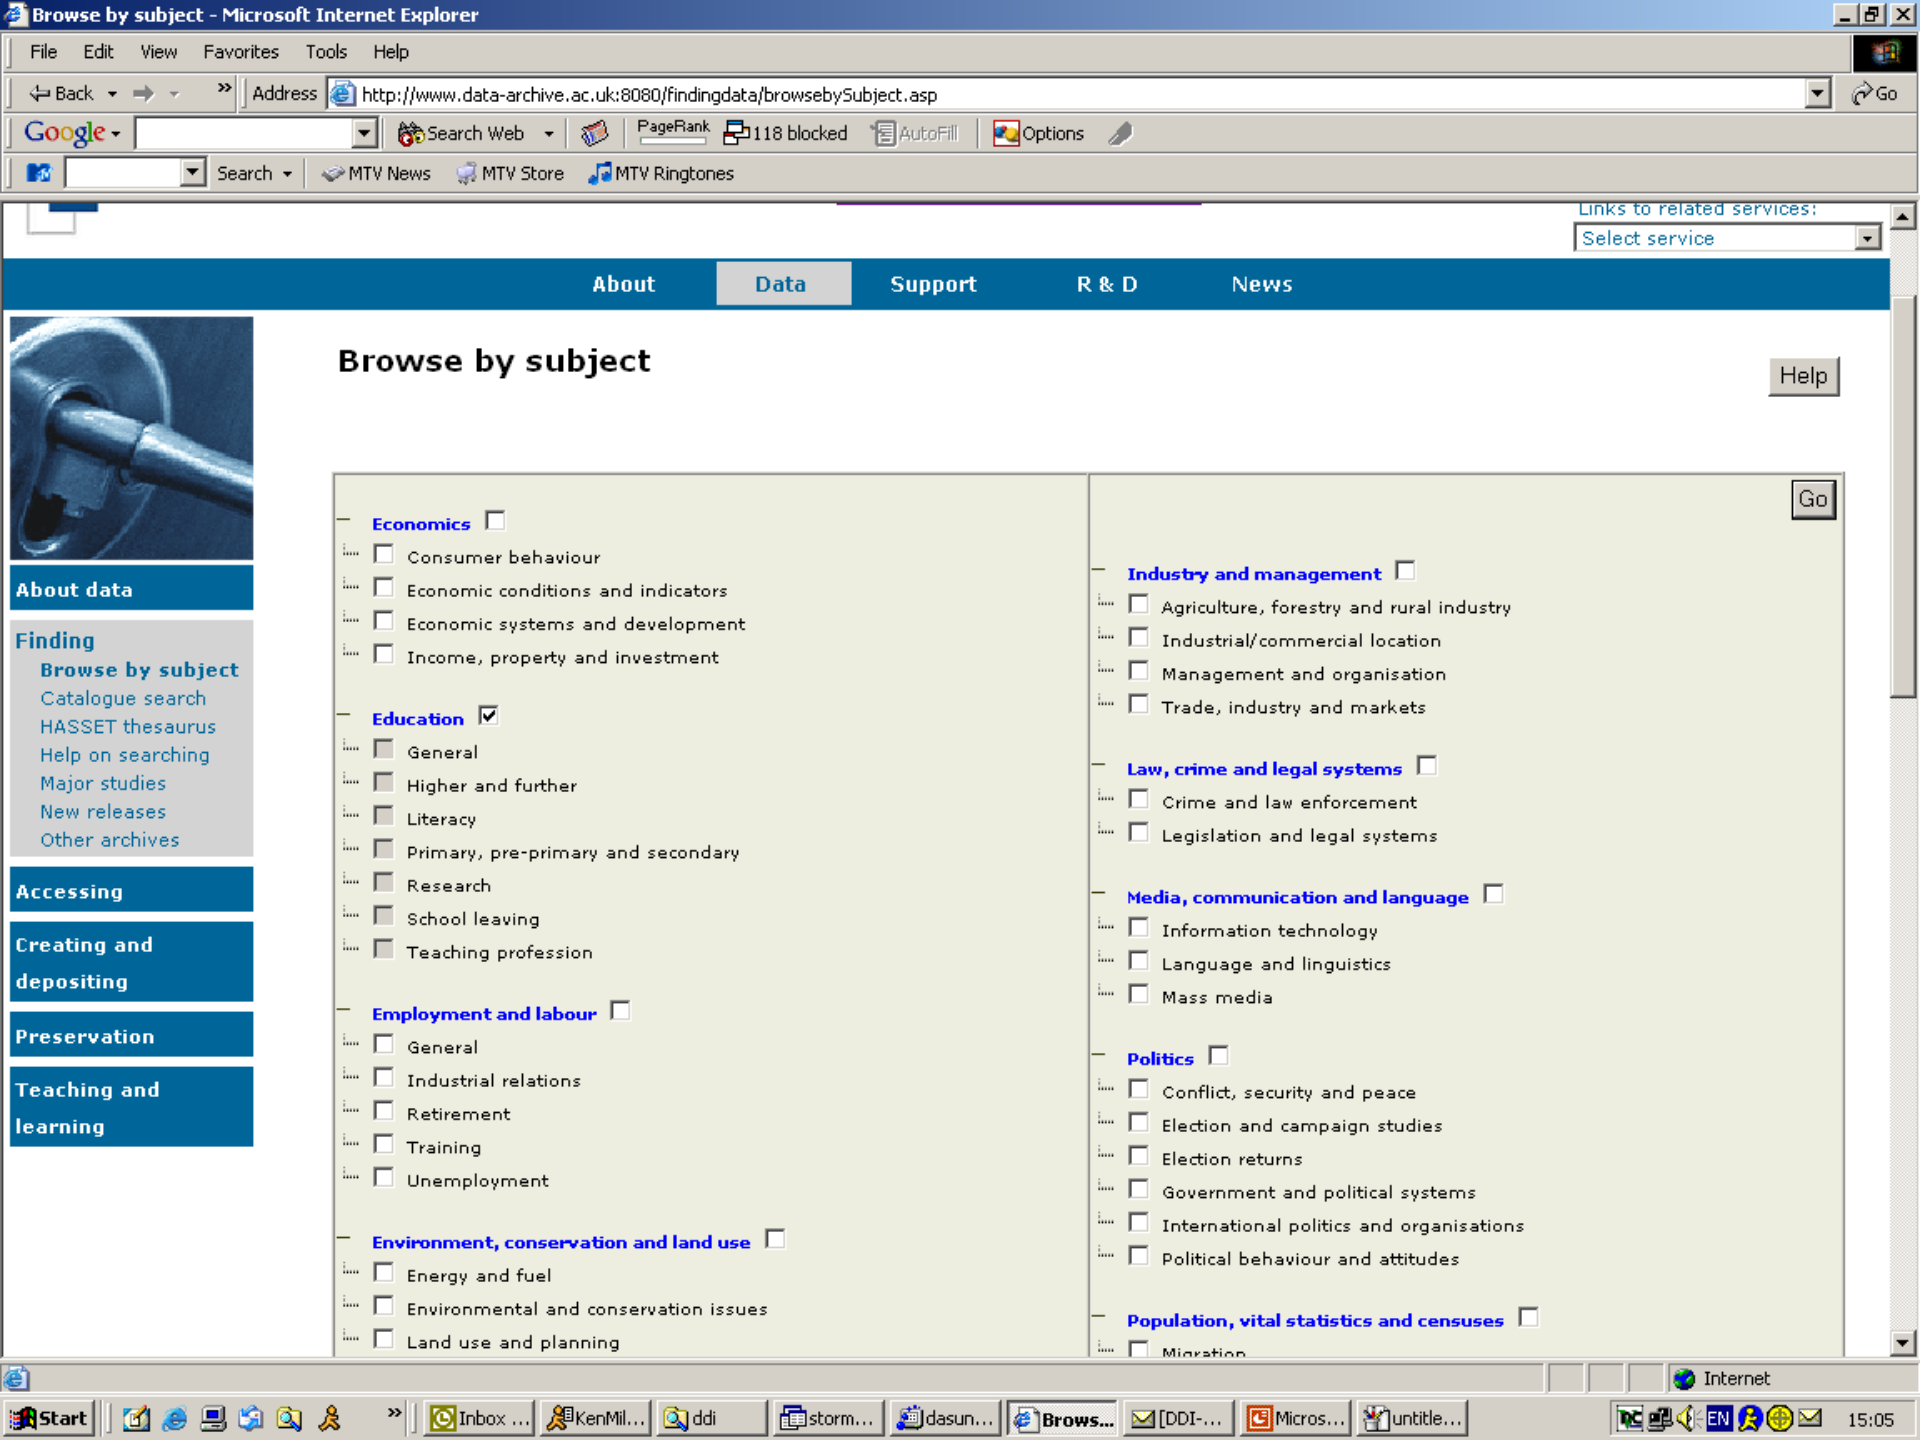 Browse by subject - Microsoft Internet Explorer
File Edit View Favorites Tools Help
Back » Address http://www.data-archive.ac.uk:8080/findingdata/browsebySubject.asp Go
Google Search Web PageRank 118 blocked AutoFill Options
Search MTV News MTV Store MTV Ringtones
Links to related services:
Select service
About Data Support R & D News
Browse by subject
Help
Go
About data
Finding
Browse by subject
Catalogue search
HASSET thesaurus
Help on searching
Major studies
New releases
Other archives
Accessing
Creating and
depositing
Preservation
Teaching and
learning
Economics
Consumer behaviour
Economic conditions and indicators
Economic systems and development
Income, property and investment
Education
General
Higher and further
Literacy
Primary, pre-primary and secondary
Research
School leaving
Teaching profession
Employment and labour
General
Industrial relations
Retirement
Training
Unemployment
Environment, conservation and land use
Energy and fuel
Environmental and conservation issues
Land use and planning
Industry and management
Agriculture, forestry and rural industry
Industrial/commercial location
Management and organisation
Trade, industry and markets
Law, crime and legal systems
Crime and law enforcement
Legislation and legal systems
Media, communication and language
Information technology
Language and linguistics
Mass media
Politics
Conflict, security and peace
Election and campaign studies
Election returns
Government and political systems
International politics and organisations
Political behaviour and attitudes
Population, vital statistics and censuses
Migration
Internet
Start » Inbox ... KenMil... ddi storm... dasun... Brows... [DDI-... Micros... untitle... EN 15:05